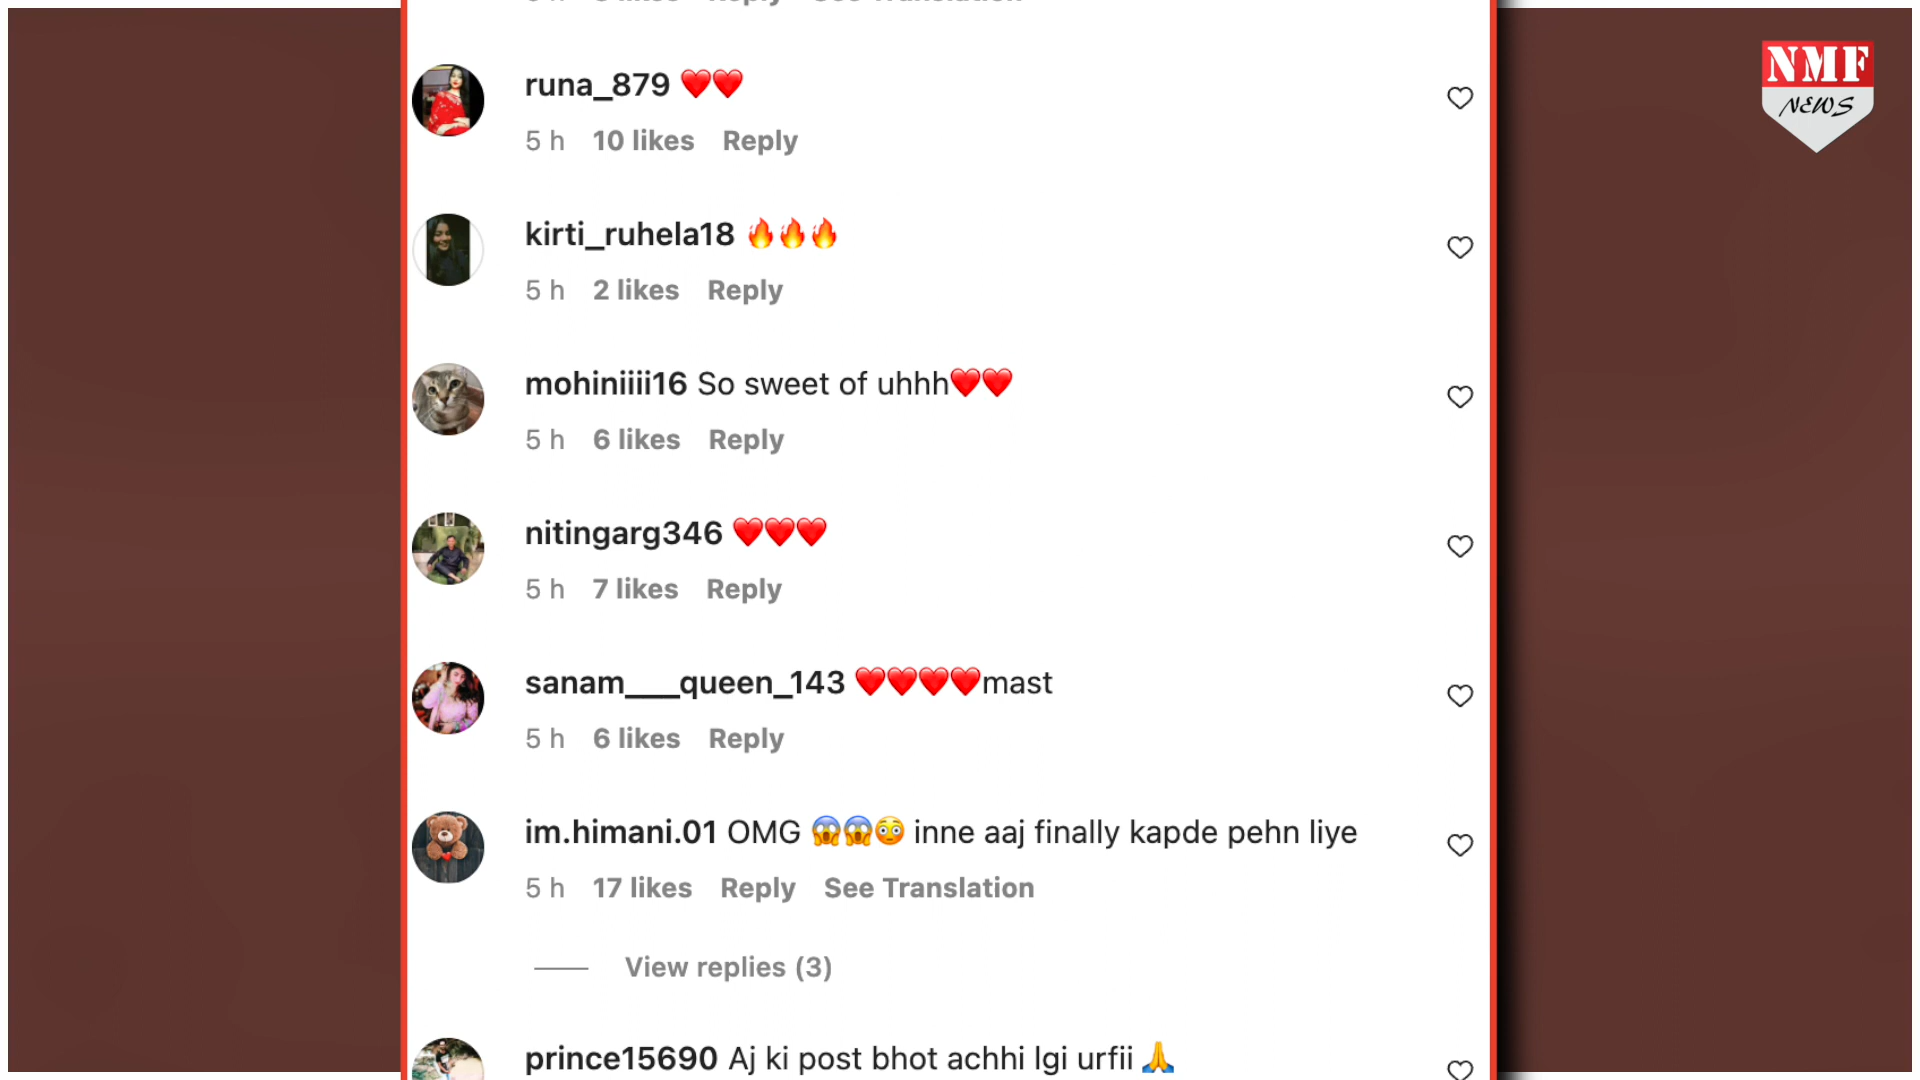 runa_879 ❤️❤️
5 h 10 likes Reply
kirti_ruhela18 🔥🔥🔥
5 h 2 likes Reply
mohiniiii16 So sweet of uhhh❤️❤️
5 h 6 likes Reply
nitingarg346 ❤️❤️❤️
5 h 7 likes Reply
sanam___queen_143 ❤️❤️❤️❤️mast
5 h 6 likes Reply
im.himani.01 OMG 😱😱😳 inne aaj finally kapde pehn liye
5 h 17 likes Reply See Translation
View replies (3)
prince15690 Aj ki post bhot achhi lgi urfii 🙏
NMF
NEWS